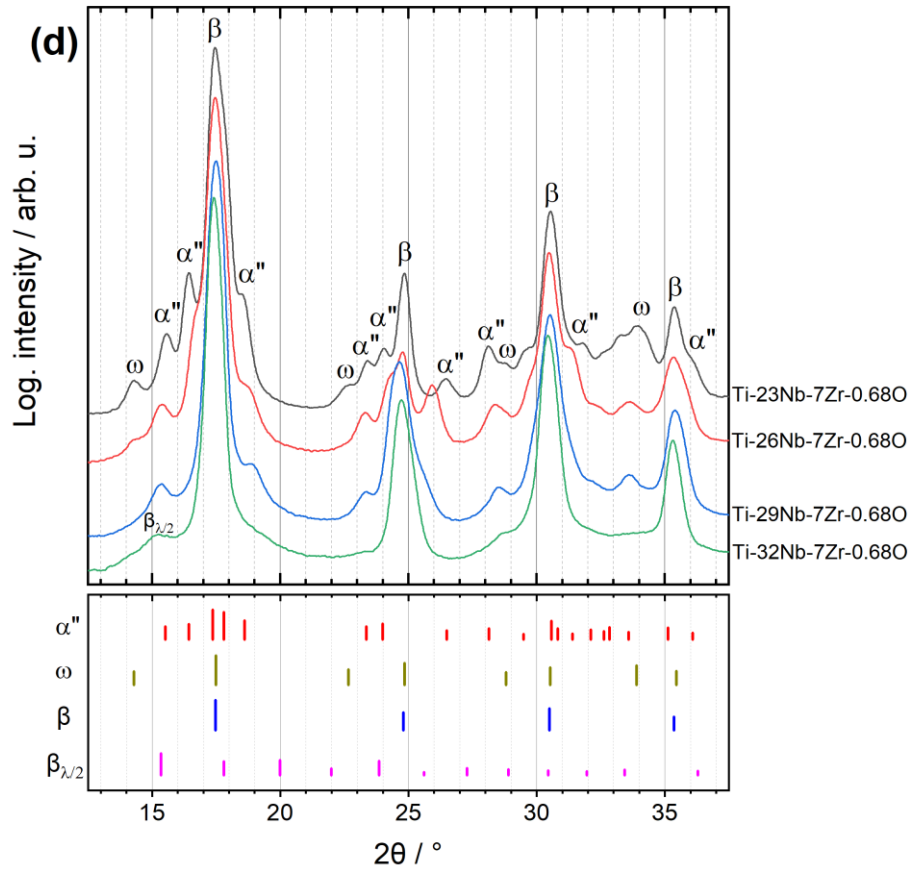 (d)
Log. intensity / arb. u.
β
β
β
α" α" α" ω
ω α" α" α" α" ω α" ω α"
Ti-23Nb-7Zr-0.68O
Ti-26Nb-7Zr-0.68O
Ti-29Nb-7Zr-0.68O
Ti-32Nb-7Zr-0.68O
βλ/2
α"
ω
β
βλ/2
15 20 25 30 35
2θ / °